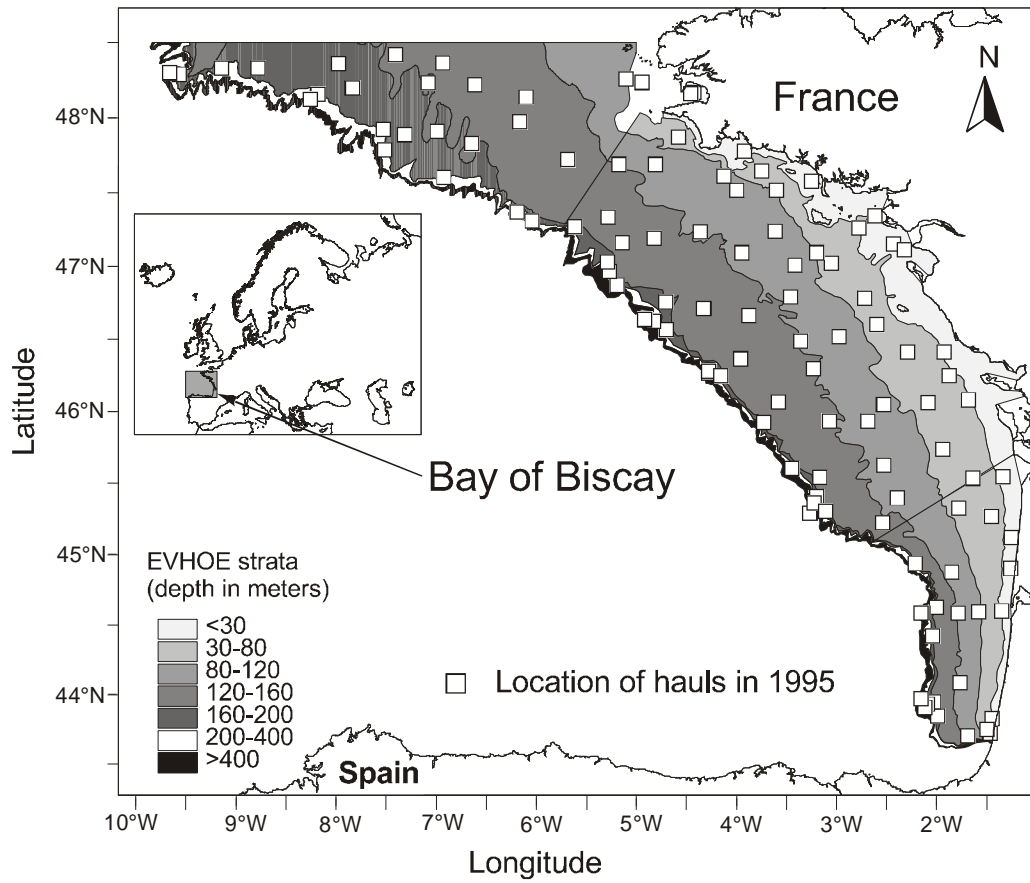 France
N
48°N
47°N
46°N
45°N
44°N
Latitude
Bay of Biscay
EVHOE strata
(depth in meters)
<30
30-80
80-120
120-160
160-200
200-400
>400
Location of hauls in 1995
Spain
10°W 9°W 8°W 7°W 6°W 5°W 4°W 3°W 2°W
Longitude